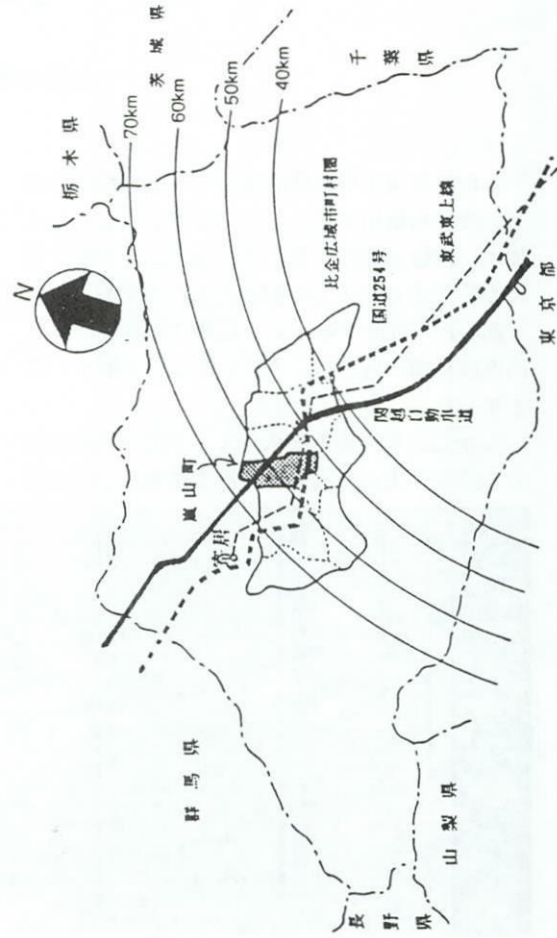 N
栃木県
茨城県
70km
60km
50km
40km
千葉県
群馬県
嵐山町
寄居
比企広域市町村圏
国道254号
東武東上線
関越自動車道
東京都
山梨県
長野県